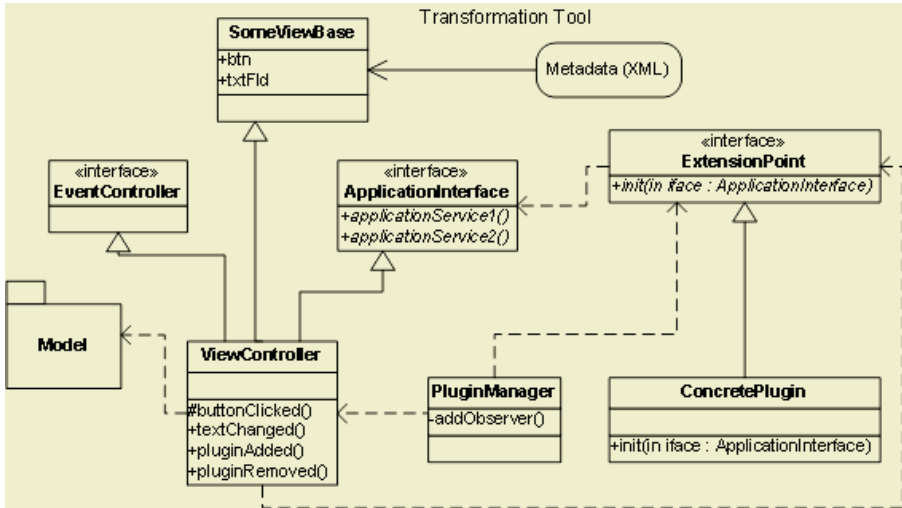 Transformation Tool
SomeViewBase
+btn
+txtFld
Metadata (XML)
«interface»
EventController
«interface»
ApplicationInterface
+applicationService1()
+applicationService2()
«interface»
ExtensionPoint
+init(in iface : ApplicationInterface)
Model
ViewController
#buttonClicked()
+textChanged()
+pluginAdded()
+pluginRemoved()
PluginManager
-addObserver()
ConcretePlugin
+init(in iface : ApplicationInterface)